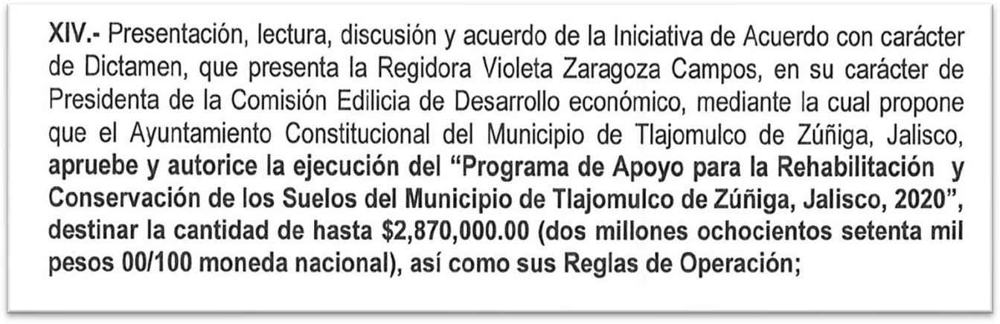 XIV.- Presentación, lectura, discusión y acuerdo de la Iniciativa de Acuerdo con carácter
de Dictamen, que presenta la Regidora Violeta Zaragoza Campos, en su carácter de
Presidenta de la Comisión Edilicia de Desarrollo económico, mediante la cual propone
que el Ayuntamiento Constitucional del Municipio de Tlajomulco de Zúñiga, Jalisco,
apruebe y autorice la ejecución del “Programa de Apoyo para la Rehabilitación y
Conservación de los Suelos del Municipio de Tlajomulco de Zúñiga, Jalisco, 2020”,
destinar la cantidad de hasta $2,870,000.00 (dos millones ochocientos setenta mil
pesos 00/100 moneda nacional), así como sus Reglas de Operación;